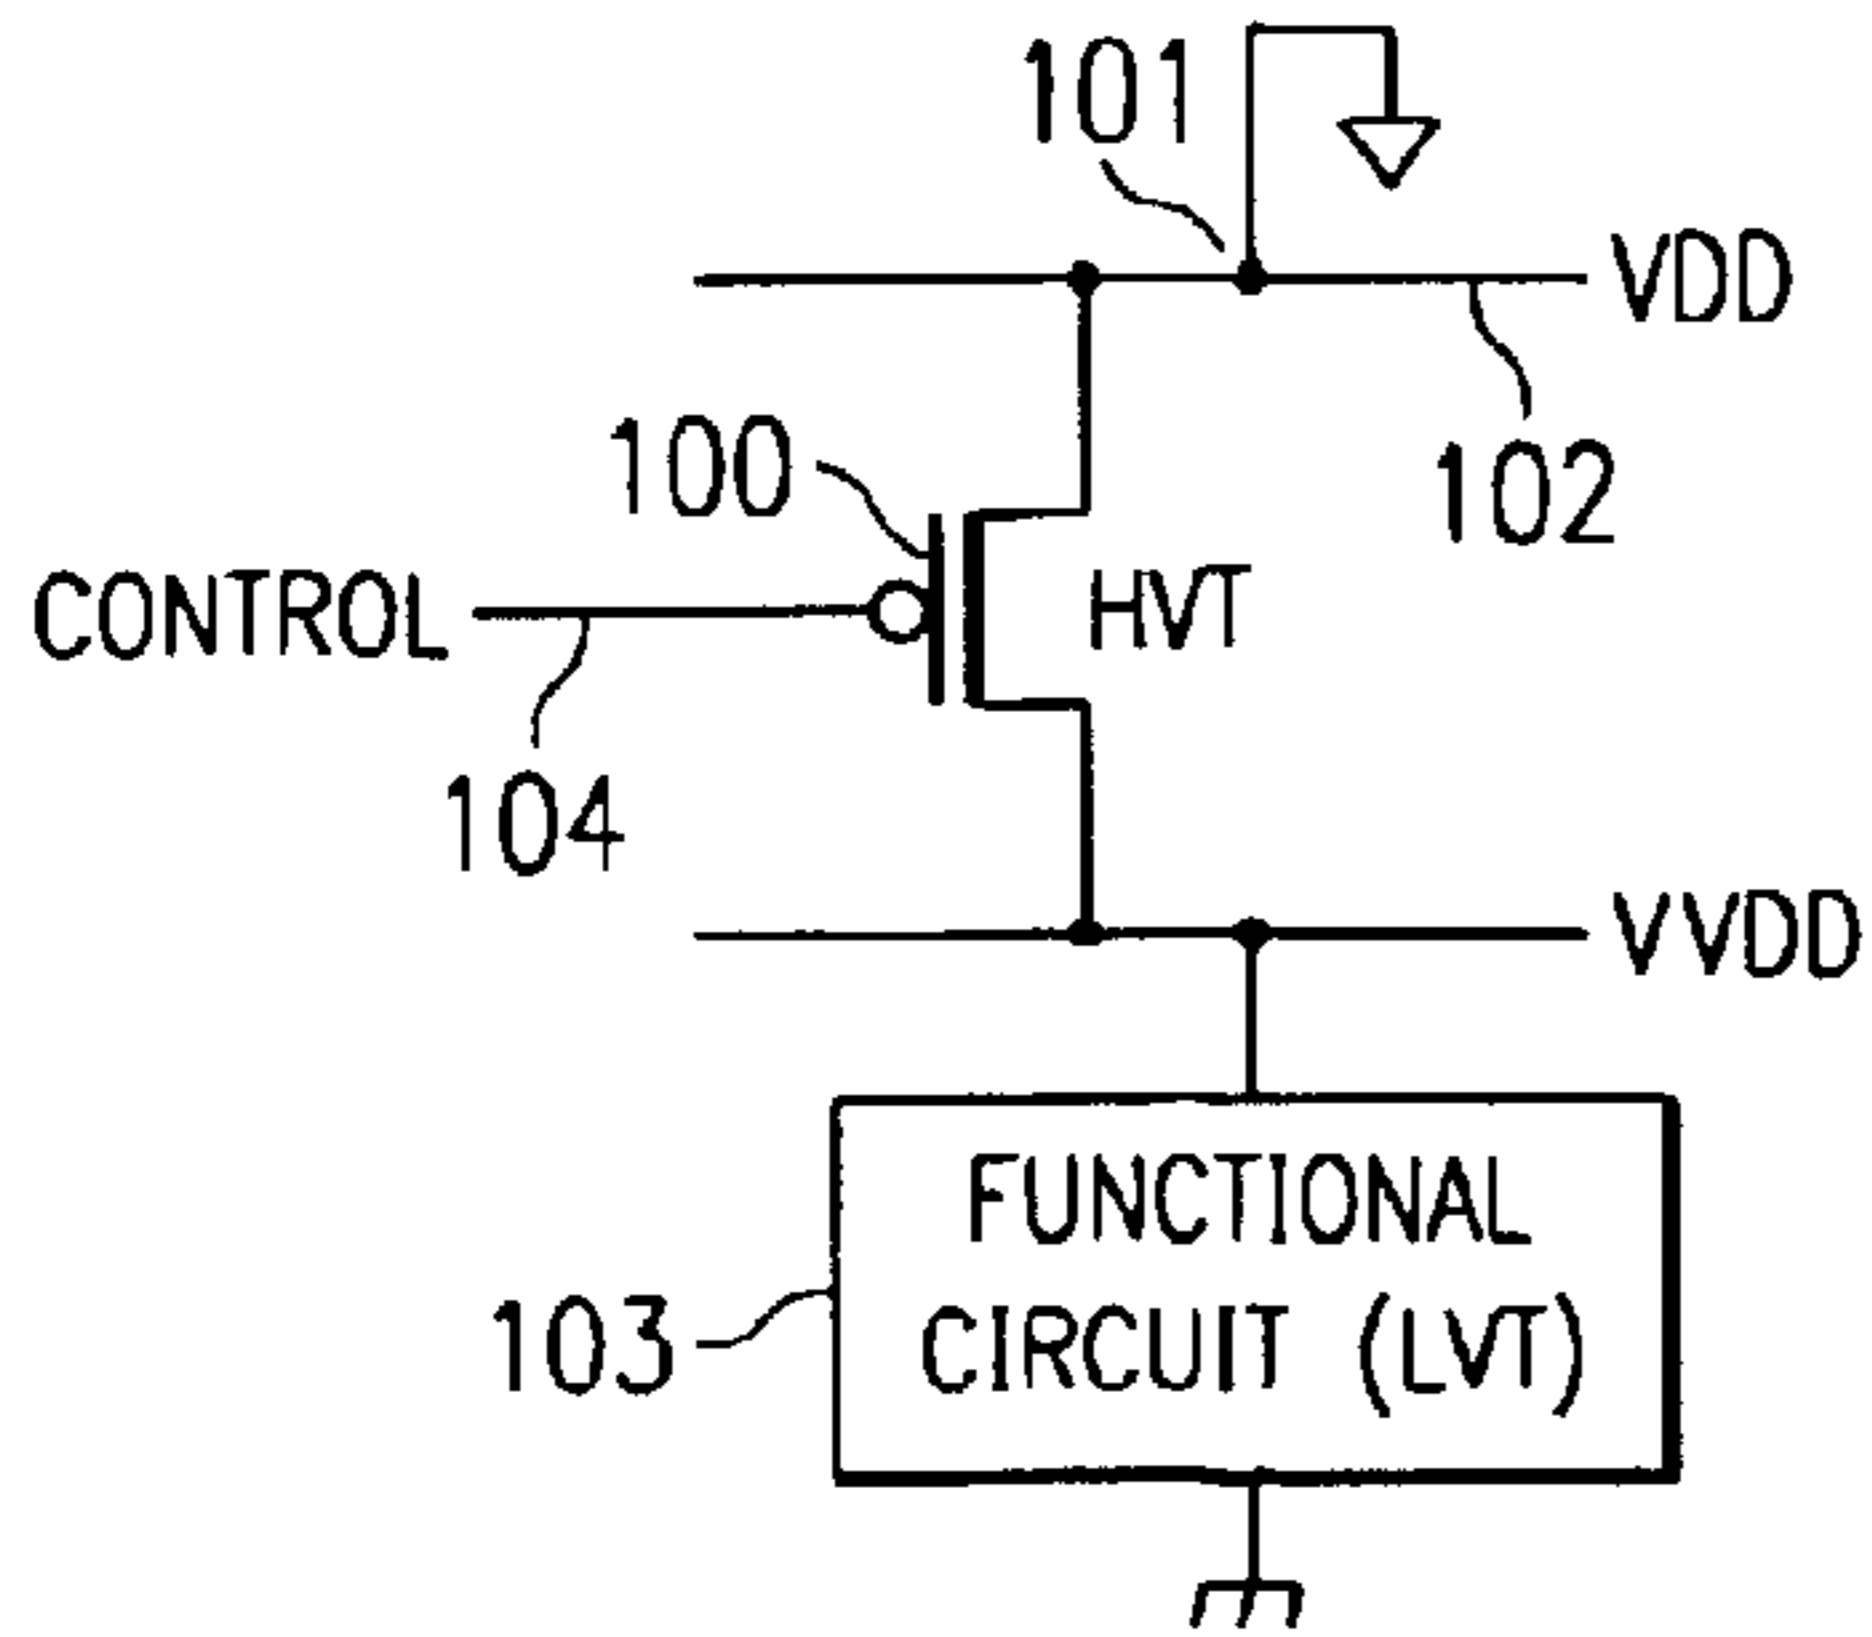 101
VDD
100
102
CONTROL
HVT
104
VVDD
FUNCTIONAL
CIRCUIT (LVT)
103